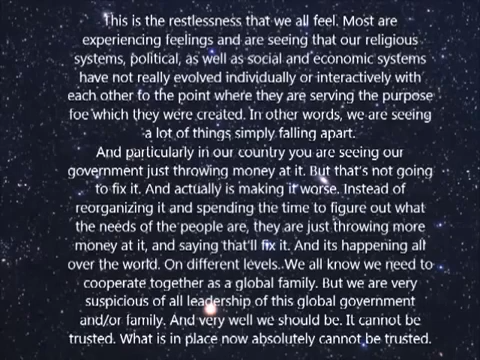 This is the restlessness that we all feel. Most are
experiencing feelings and are seeing that our religious
systems, political, as well as social and economic systems
have not really evolved individually or interactively with
each other to the point where they are serving the purpose
foe which they were created. In other words, we are seeing
a lot of things simply falling apart.
And particularly in our country you are seeing our
government just throwing money at it. But that's not going
to fix it. And actually is making it worse. Instead of
reorganizing it and spending the time to figure out what
the needs of the people are, they are just throwing more
money at it, and saying that'll fix it. And its happening all
over the world. On different levels..We all know we need to
cooperate together as a global family. But we are very
suspicious of all leadership of this global government
and/or family. And very well we should be. It cannot be
trusted. What is in place now absolutely cannot be trusted.